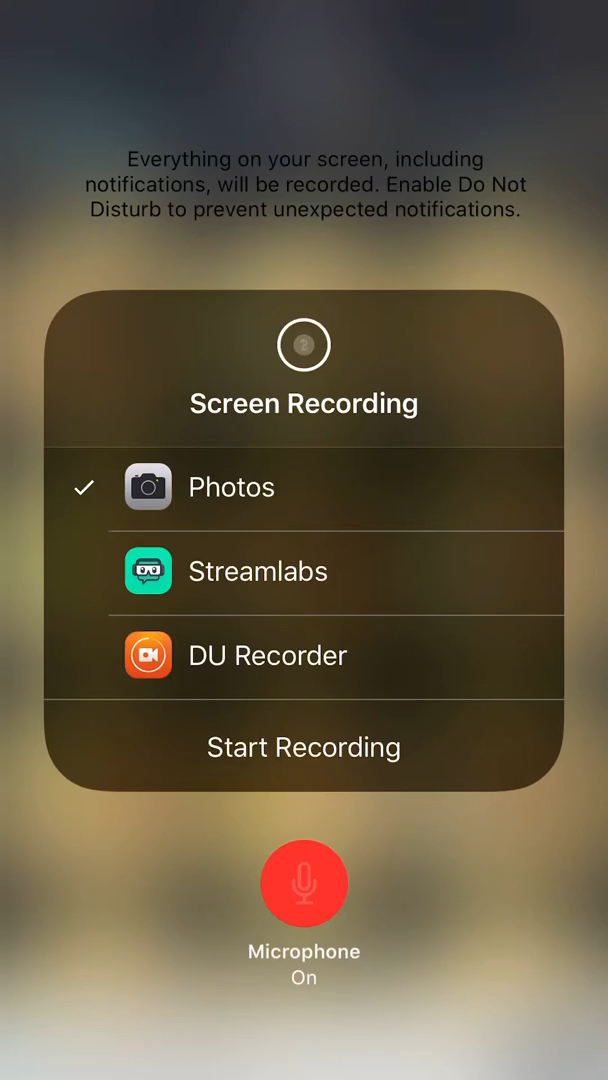 Everything on your screen, including
notifications, will be recorded. Enable Do Not
Disturb to prevent unexpected notifications.
Screen Recording
Photos
Streamlabs
DU Recorder
Start Recording
Microphone
On